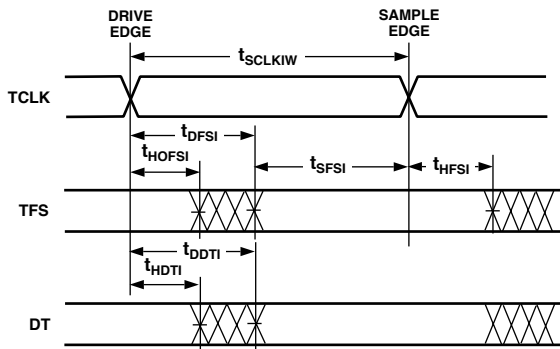 DRIVE
EDGE
SAMPLE
EDGE
tSCLKIW
TCLK
tDFSI
tHOFSI
tSFSI
tHFSI
TFS
tDDTI
tHDTI
DT